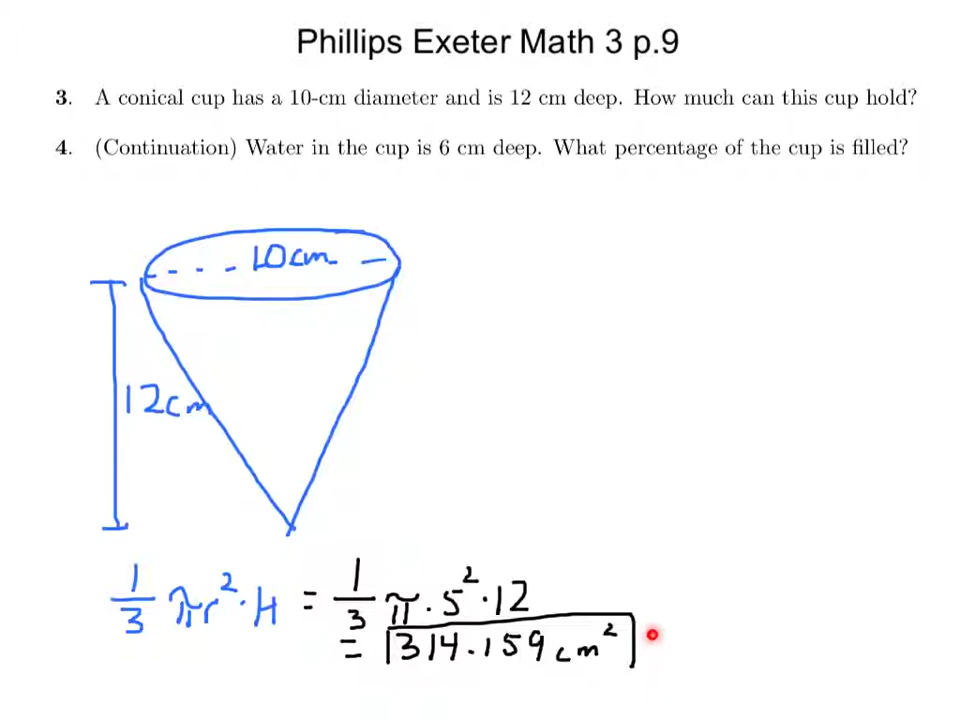 Phillips Exeter Math 3 p.9
3. A conical cup has a 10-cm diameter and is 12 cm deep. How much can this cup hold?
4. (Continuation) Water in the cup is 6 cm deep. What percentage of the cup is filled?
10cm
12cm
1/3 πr²·H = 1/3 π·5²·12
= 314.159cm²